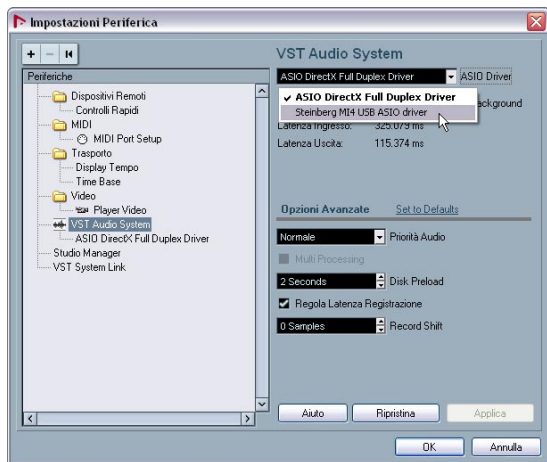 Impostazioni Periferica
+ -
Periferiche
Dispositivi Remoti
Controlli Rapidi
MIDI
MIDI Port Setup
Trasporto
Display Tempo
Time Base
Video
Player Video
VST Audio System
ASIO DirectX Full Duplex Driver
Studio Manager
VST System Link
VST Audio System
ASIO DirectX Full Duplex Driver ASIO Driver
✓ ASIO DirectX Full Duplex Driver
ackground
Steinberg MI4 USB ASIO driver
Latenza Ingresso: 325.079 ms
Latenza Uscita: 115.374 ms
Opzioni Avanzate Set to Defaults
Normale Priorità Audio
Multi Processing
2 Seconds Disk Preload
Regola Latenza Registrazione
0 Samples Record Shift
Aiuto Ripristina Applica
OK Annulla